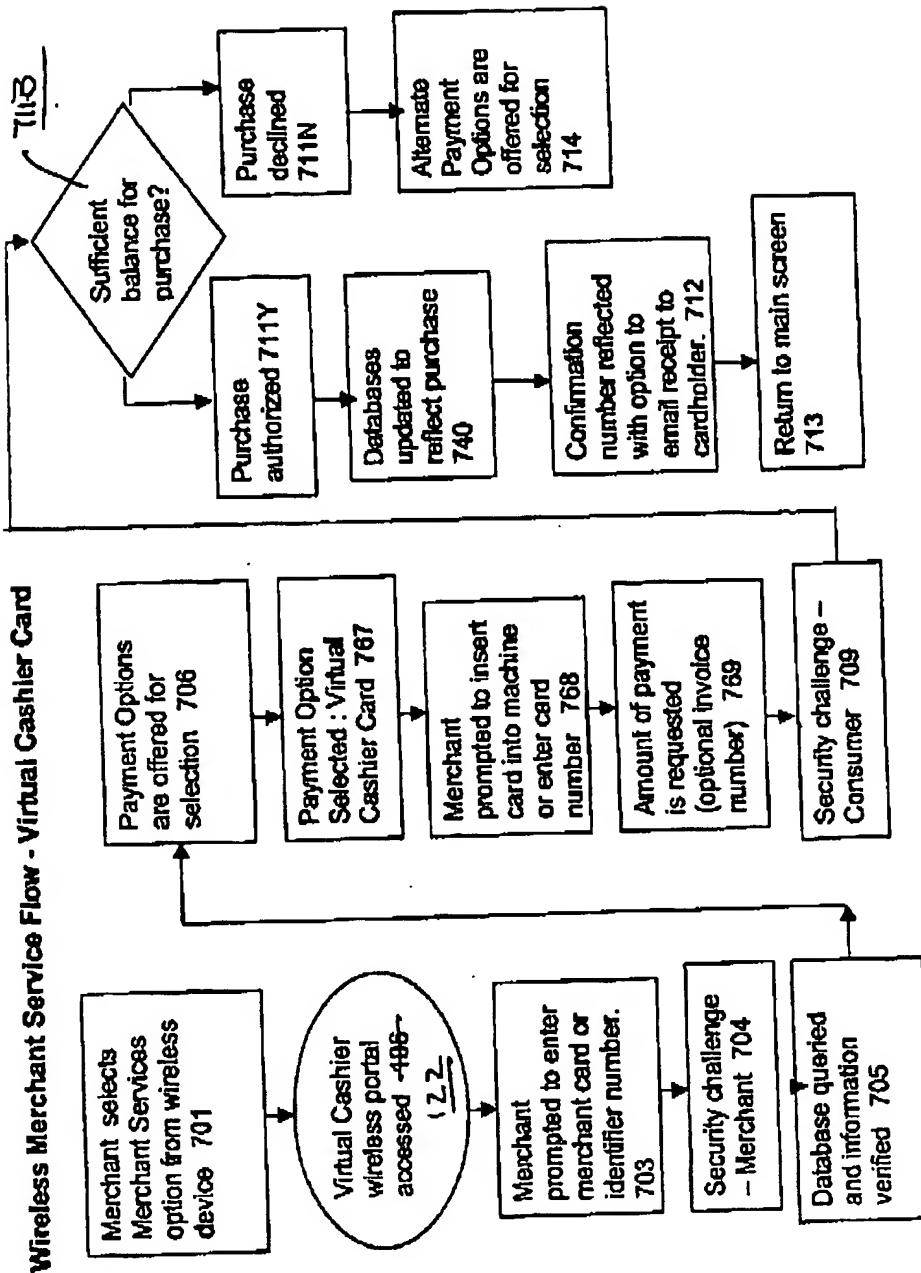 Wireless Merchant Service Flow - Virtual Cashier Card
Merchant selects
Merchant Services
option from wireless
device 701
Virtual Cashier
wireless portal
accessed 106
122
Merchant
prompted to enter
merchant card or
identifier number.
703
Security challenge
– Merchant 704
Database queried
and information
verified 705
Payment Options
are offered for
selection 706
Payment Option
Selected : Virtual
Cashier Card 767
Merchant
prompted to insert
card into machine
or enter card
number 768
Amount of payment
is requested
(optional invoice
number) 769
Security challenge –
Consumer 709
711B
Sufficient
balance for
purchase?
Purchase
authorized 711Y
Databases
updated to
reflect purchase
740
Confirmation
number reflected
with option to
email receipt to
cardholder. 712
Return to main screen
713
Purchase
declined
711N
Alternate
Payment
Options are
offered for
selection
714